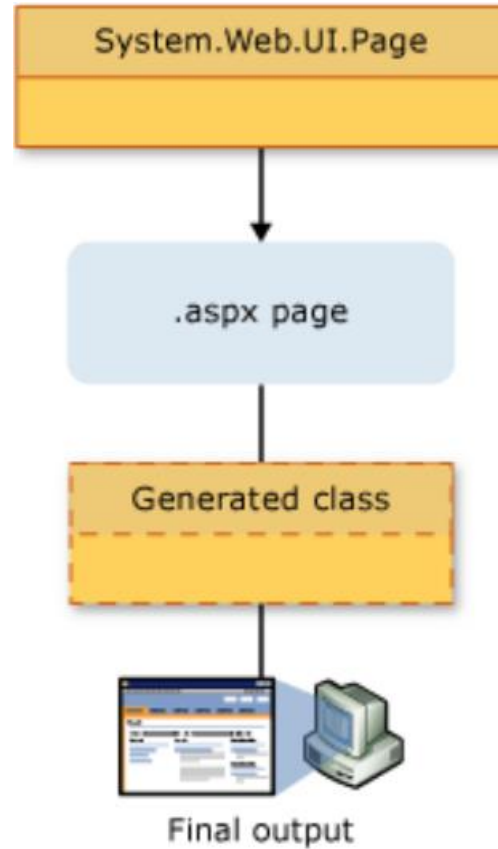 System.Web.UI.Page
.aspx page
Generated class
Final output